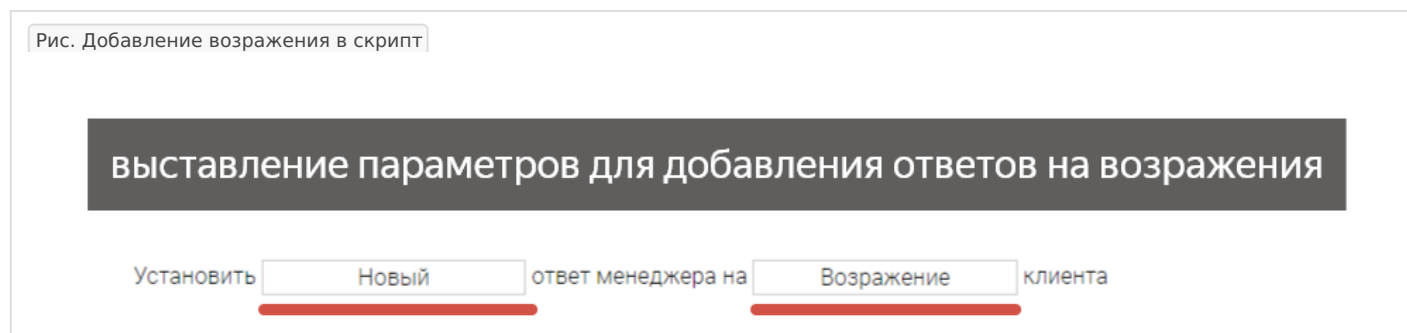 Рис. Добавление возражения в скрипт
выставление параметров для добавления ответов на возражения
Установить Новый ответ менеджера на Возражение клиента